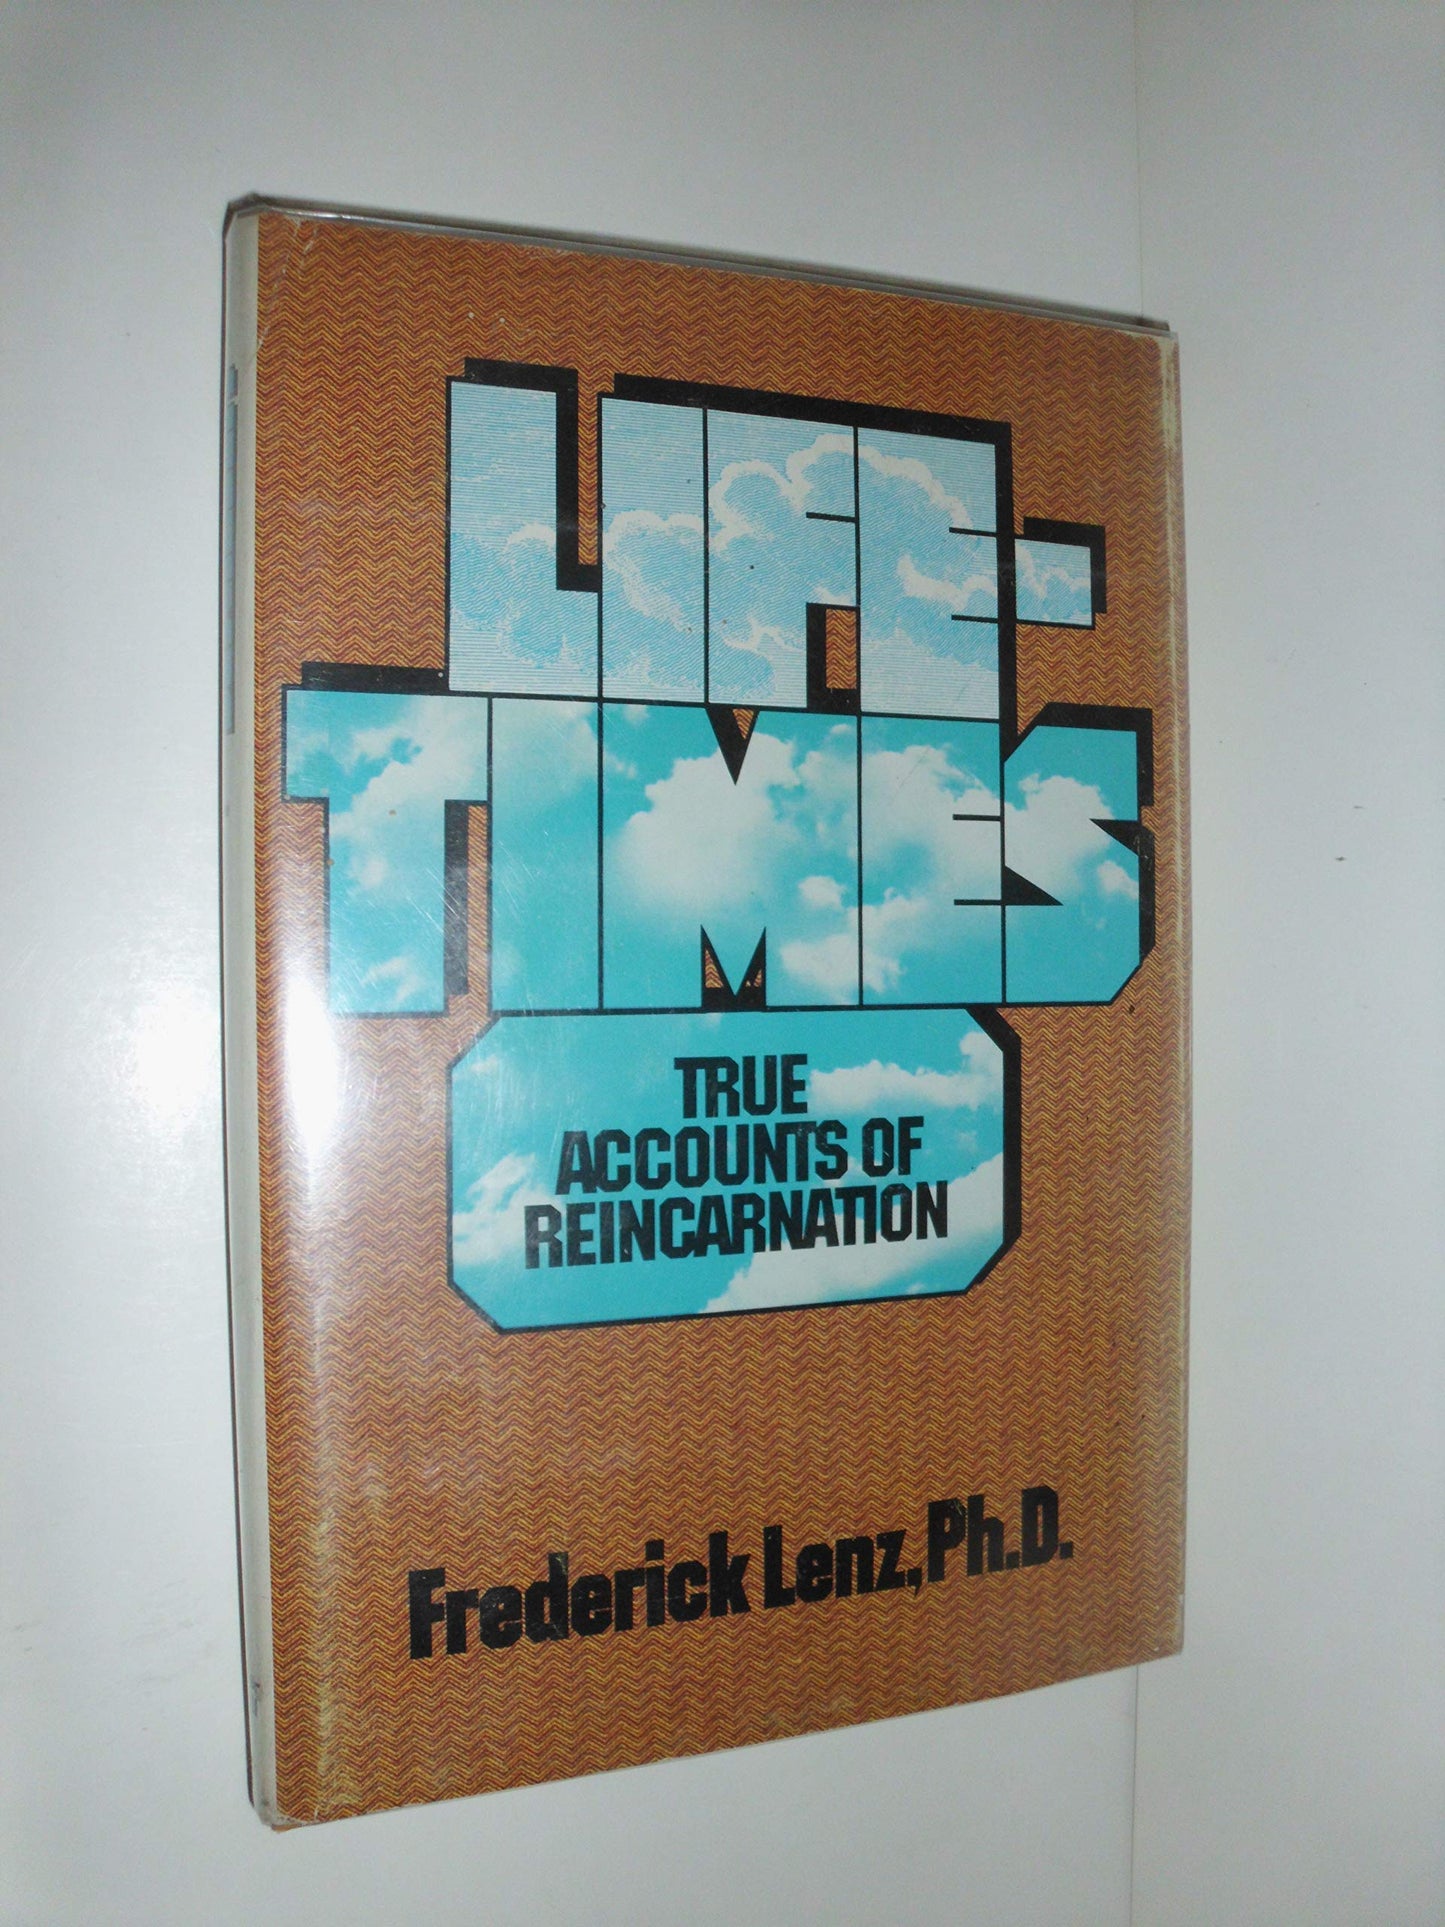 LIFE-
TIMES
TRUE
ACCOUNTS OF
REINCARNATION
Frederick Lenz, Ph.D.